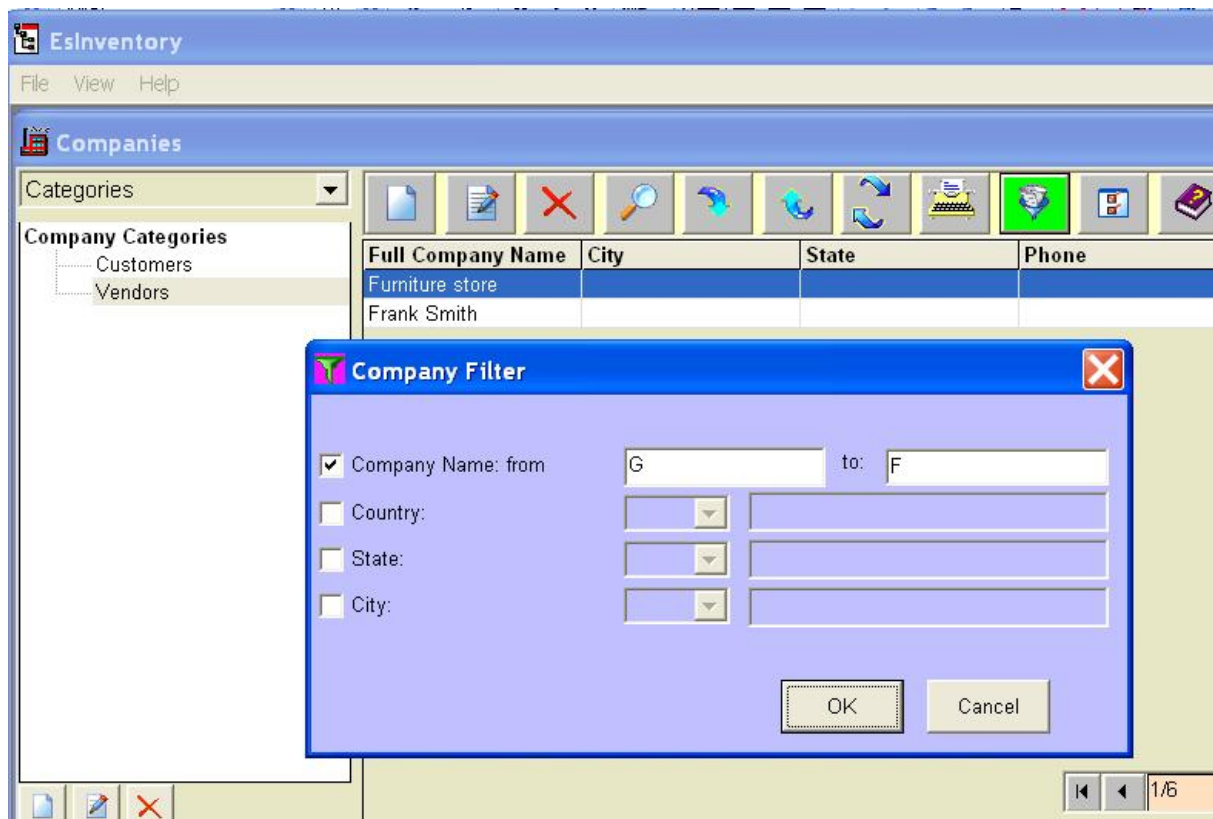 EsInventory
File View Help
Companies
Categories
Company Categories
Customers
Vendors
Full Company Name City State Phone
Furniture store
Frank Smith
Company Filter
Company Name: from G to: F
Country:
State:
City:
OK Cancel
1/6